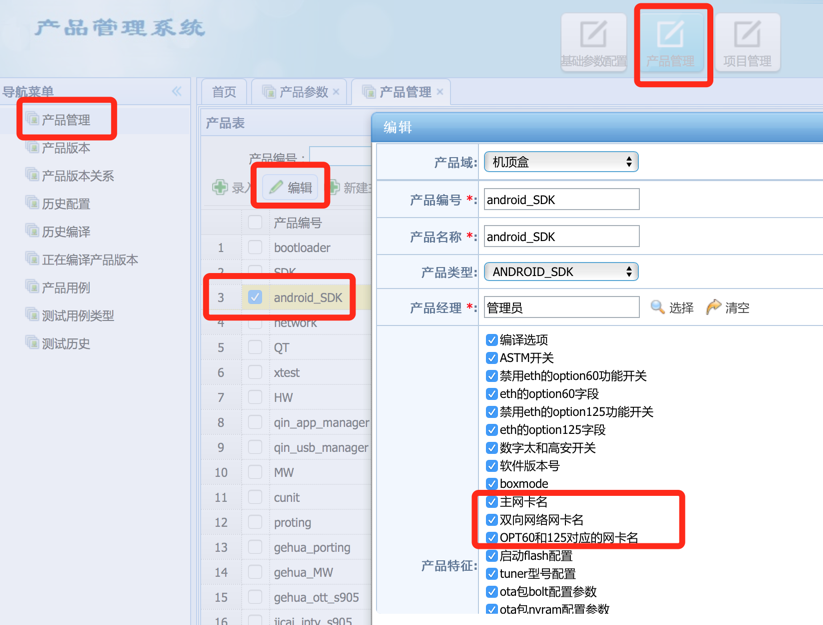 产品管理系统
基础参数配置
产品管理
项目管理
导航菜单
首页
产品参数
产品管理
产品管理
产品版本
产品版本关系
历史配置
历史编译
正在编译产品版本
产品用例
测试用例类型
测试历史
产品表
产品编号:
录入
编辑
新建
产品编号
1 bootloader
2 SDK
3 android_SDK
4 network
5 QT
6 xtest
7 HW
8 qin_app_manager
9 qin_usb_manager
10 MW
11 cunit
12 proting
13 gehua_porting
14 gehua_MW
15 gehua_ott_s905
16 jicai_iptv_s905
编辑
产品域: 机顶盒
产品编号 *: android_SDK
产品名称 *: android_SDK
产品类型: ANDROID_SDK
产品经理 *: 管理员 选择 清空
产品特征:
编译选项
ASTM开关
禁用eth的option60功能开关
eth的option60字段
禁用eth的option125功能开关
eth的option125字段
数字太和高安开关
软件版本号
boxmode
主网卡名
双向网络网卡名
OPT60和125对应的网卡名
启动flash配置
tuner型号配置
ota包bolt配置参数
ota包nvram配置参数